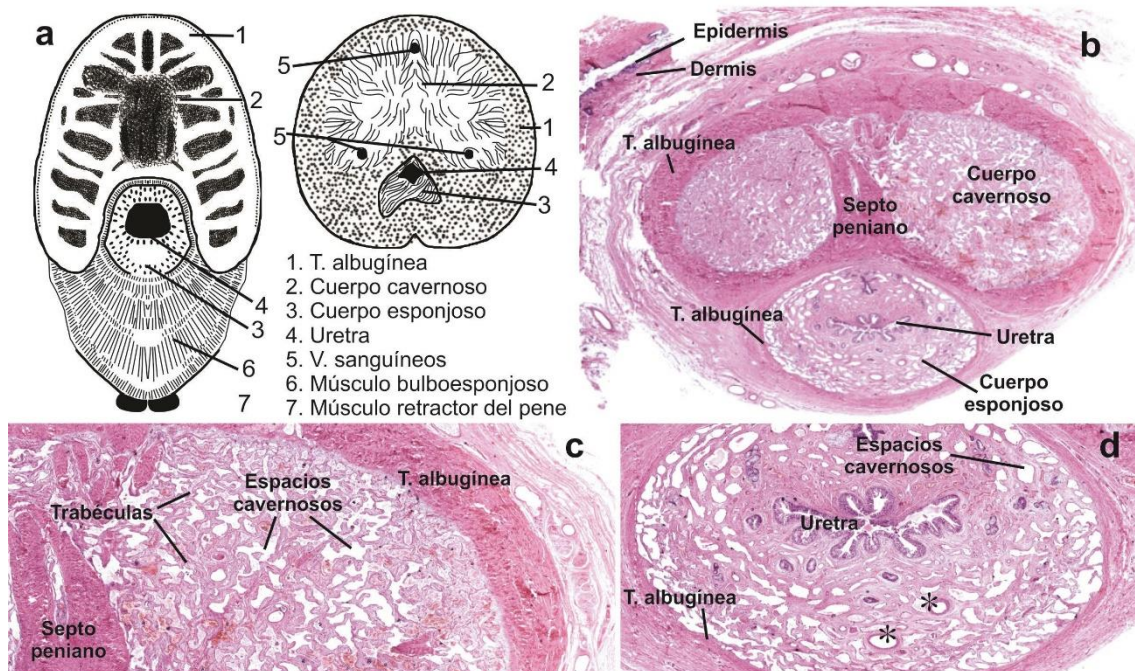 a
1
2
4
3
6
7
5
2
1
5
4
3
1. T. albugínea
2. Cuerpo cavernoso
3. Cuerpo esponjoso
4. Uretra
5. V. sanguíneos
6. Músculo bulboesponjoso
7. Músculo retractor del pene
b
Epidermis
Dermis
T. albugínea
Cuerpo
cavernoso
Septo
peniano
T. albugínea
Uretra
Cuerpo
esponjoso
c
Trabéculas
Espacios
cavernosos
T. albugínea
Septo
peniano
d
Espacios
cavernosos
Uretra
T. albugínea
*
*